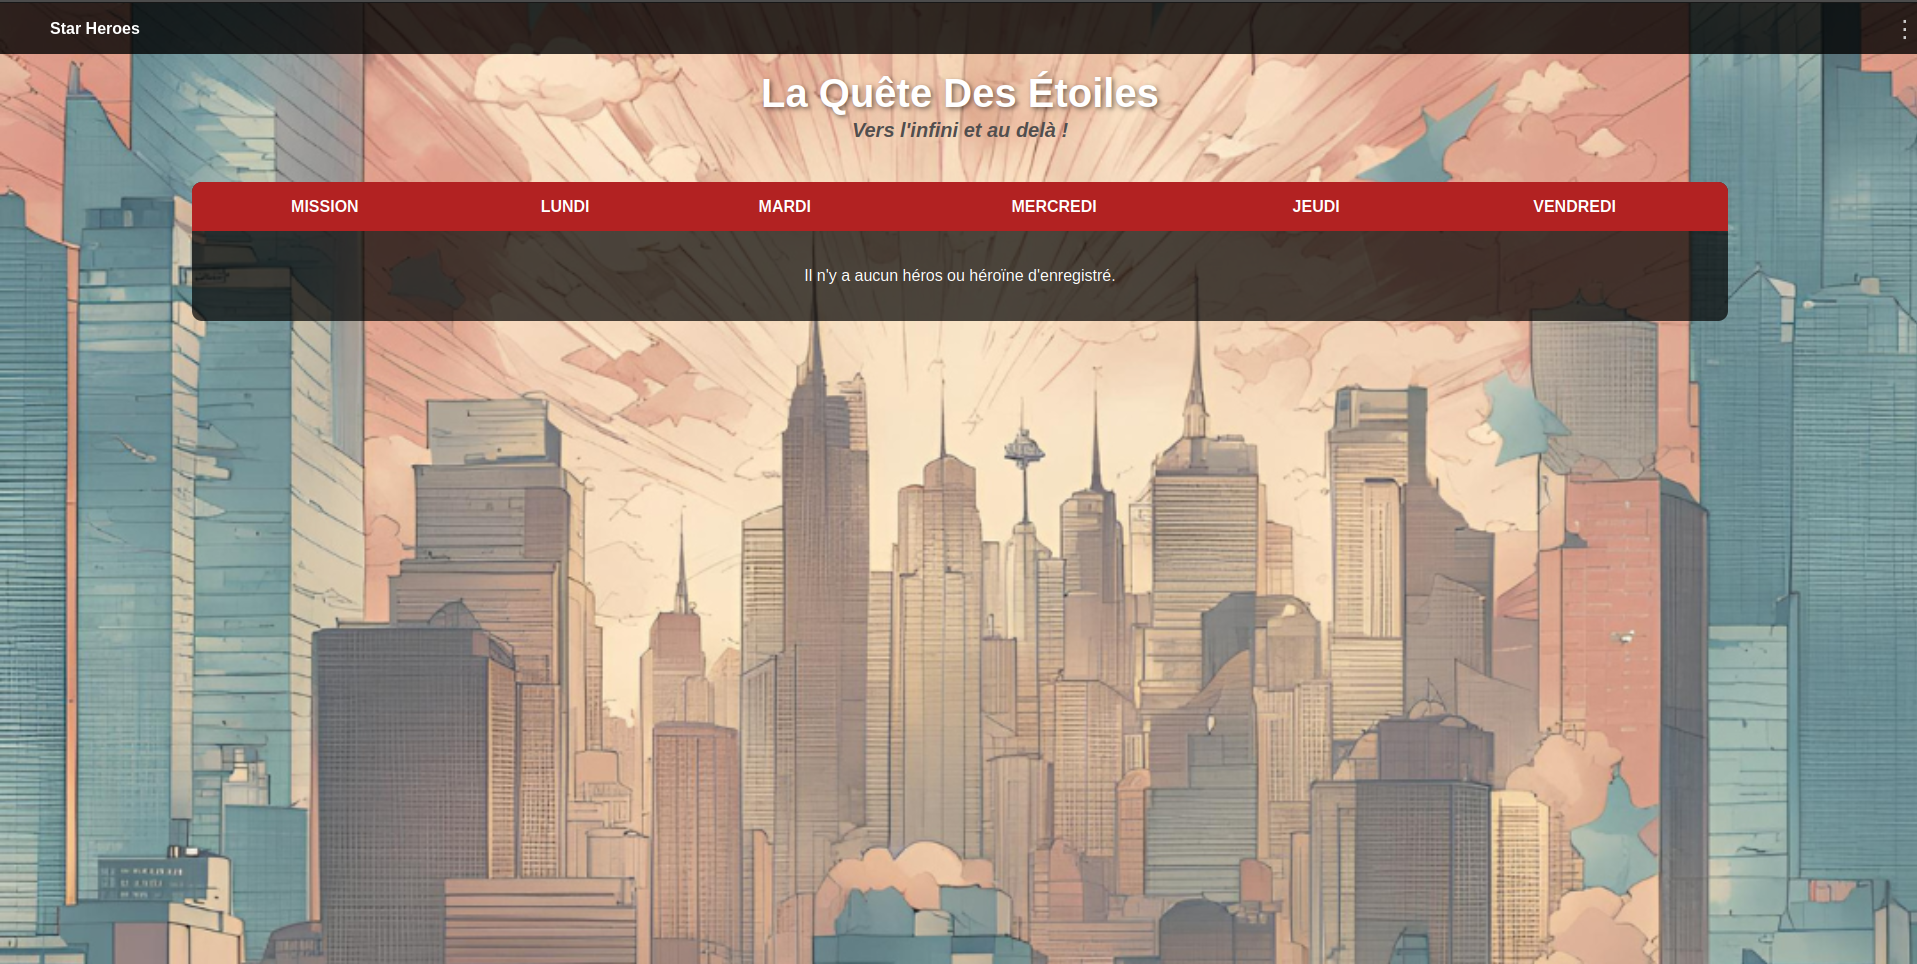 Star Heroes
La Quête Des Étoiles
Vers l'infini et au delà !
MISSION LUNDI MARDI MERCREDI JEUDI VENDREDI
Il n'y a aucun héros ou héroïne d'enregistré.